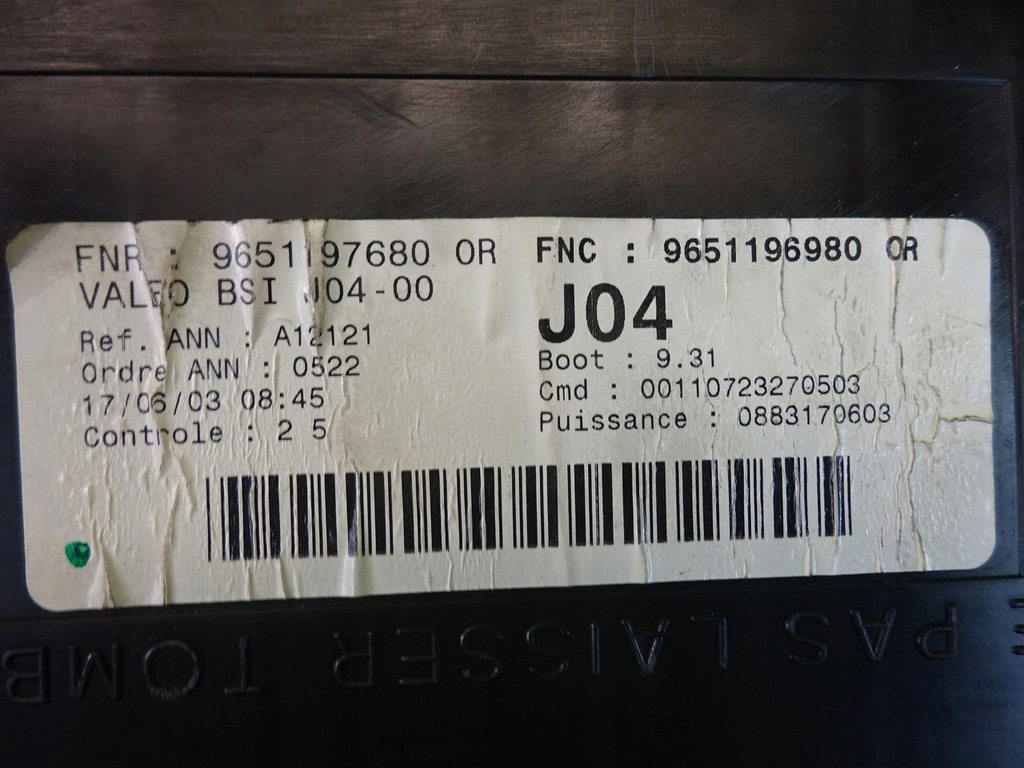 FNR : 9651197680 OR
VALEO BSI J04-00
Ref. ANN : A12121
Ordre ANN : 0522
17/06/03 08:45
Controle : 2 5
FNC : 9651196980 OR
J04
Boot : 9.31
Cmd : 00110723270503
Puissance : 0883170603
PAS LAISSER TOMB